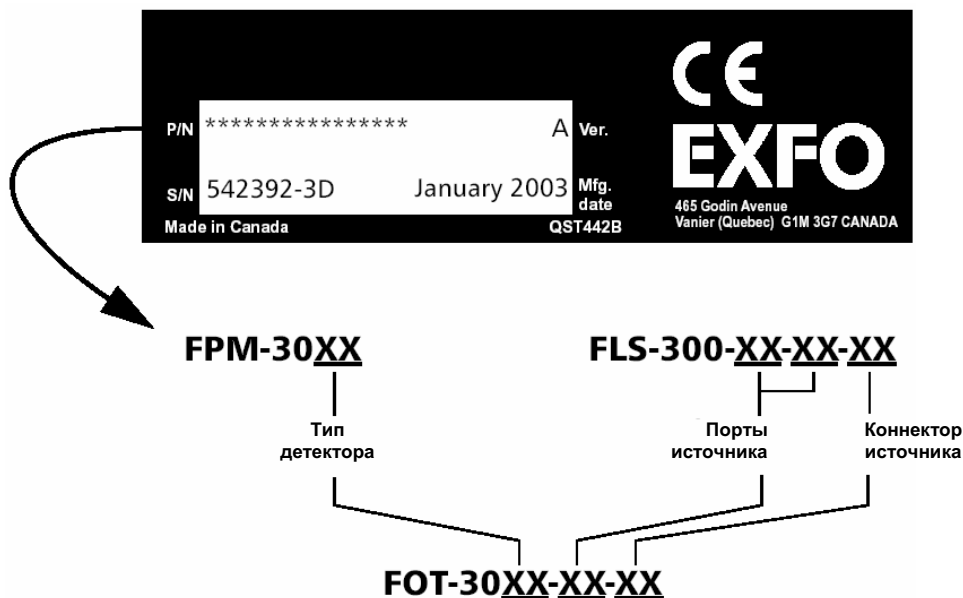 CE
P/N **************** A Ver.
EXFO
S/N 542392-3D January 2003 Mfg. date
465 Godin Avenue
Vanier (Quebec) G1M 3G7 CANADA
Made in Canada QST442B
FPM-30XX FLS-300-XX-XX-XX
Тип детектора
Порты источника
Коннектор источника
FOT-30XX-XX-XX